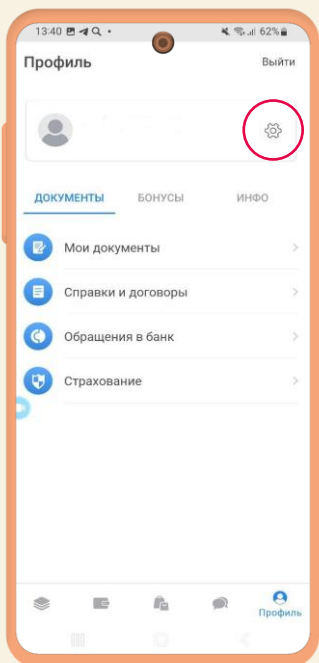 13:40 62%
Профиль Выйти
ДОКУМЕНТЫ БОНУСЫ ИНФО
Мои документы
Справки и договоры
Обращения в банк
Страхование
Профиль